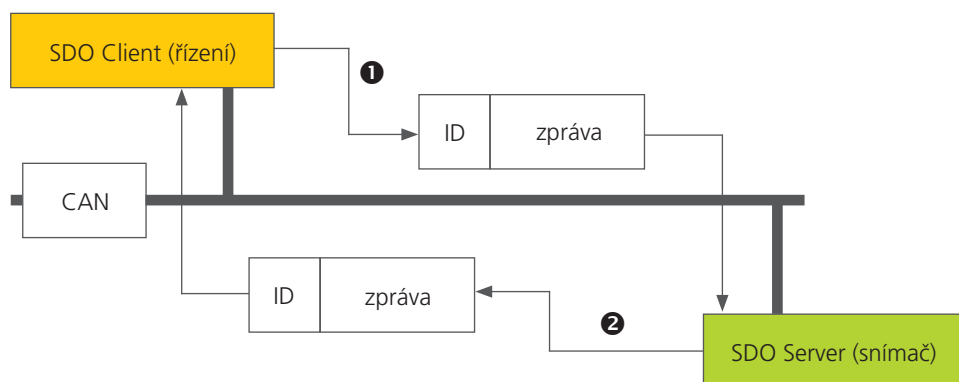 SDO Client (řízení)
❶
ID
zpráva
CAN
ID
zpráva
❷
SDO Server (snímač)